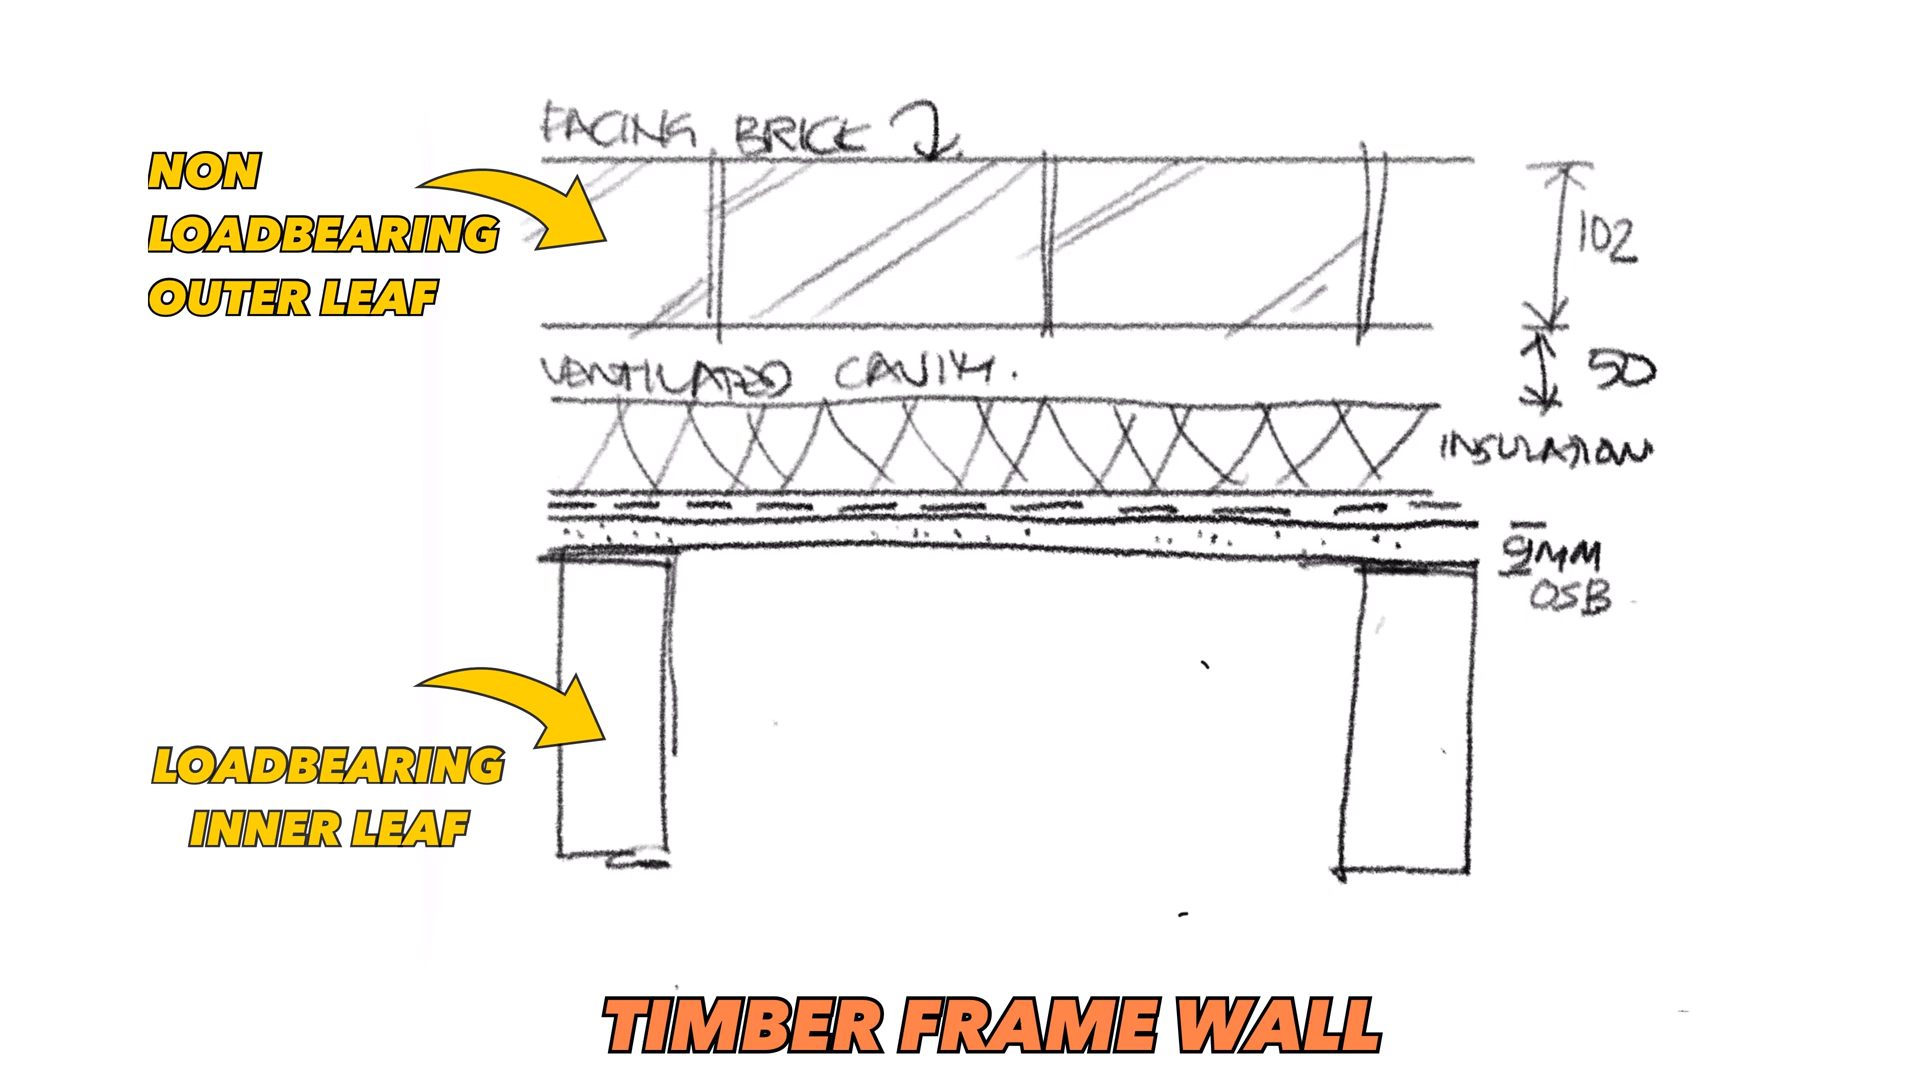 FACING BRICK
NON
LOADBEARING
OUTER LEAF
102
VENTILATED CAVITY.
50
INSULATION
9MM
OSB
LOADBEARING
INNER LEAF
TIMBER FRAME WALL